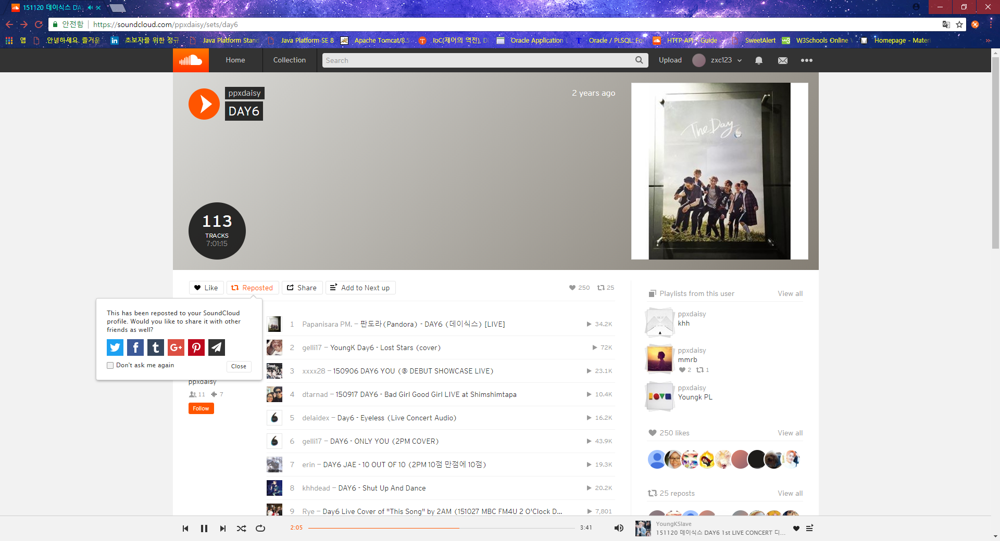 151120 데이식스 DA
안전함 https://soundcloud.com/ppxdaisy/sets/day6
앱 안녕하세요. 즐거운 초보자를 위한 정규 Java Platform Stand Java Platform SE 8 Apache Tomcat/8.5 IoC(제어의 역전), D Oracle Application Oracle / PLSQL: HTTP API - Guide SweetAlert W3Schools Online Homepage - Mater
Home Collection Search Upload zxc123
ppxdaisy
DAY6
2 years ago
The Day
113
TRACKS
7:01:15
Like Reposted Share Add to Next up 250 25
This has been reposted to your SoundCloud
profile. Would you like to share it with other
friends as well?
Don't ask me again Close
ppxdaisy
11 7
Follow
1 Papanisara PM. – 판도라(Pandora) - DAY6 (데이식스) [LIVE] 34.2K
2 gelli17 – YoungK Day6 - Lost Stars (cover) 72K
3 xxxx28 – 150906 DAY6 YOU (@ DEBUT SHOWCASE LIVE) 23.1K
4 dtarnad – 150917 DAY6 - Bad Girl Good Girl LIVE at Shimshimtapa 10.4K
5 delaidex – Day6 - Eyeless (Live Concert Audio) 16.2K
6 gelli17 – DAY6 - ONLY YOU (2PM COVER) 43.9K
7 erin – DAY6 JAE - 10 OUT OF 10 (2PM 10점 만점에 10점) 19.3K
8 khhdead – DAY6 - Shut Up And Dance 20.2K
9 Rye – Day6 Live Cover of "This Song" by 2AM (151027 MBC FM4U 2 O'Clock D... 7,801
Playlists from this user View all
ppxdaisy
khh
ppxdaisy
mmrb
2 1
ppxdaisy
Youngk PL
250 likes View all
25 reposts View all
2:05 3:41
YoungKSlave
151120 데이식스 DAY6 1st LIVE CONCERT 디...